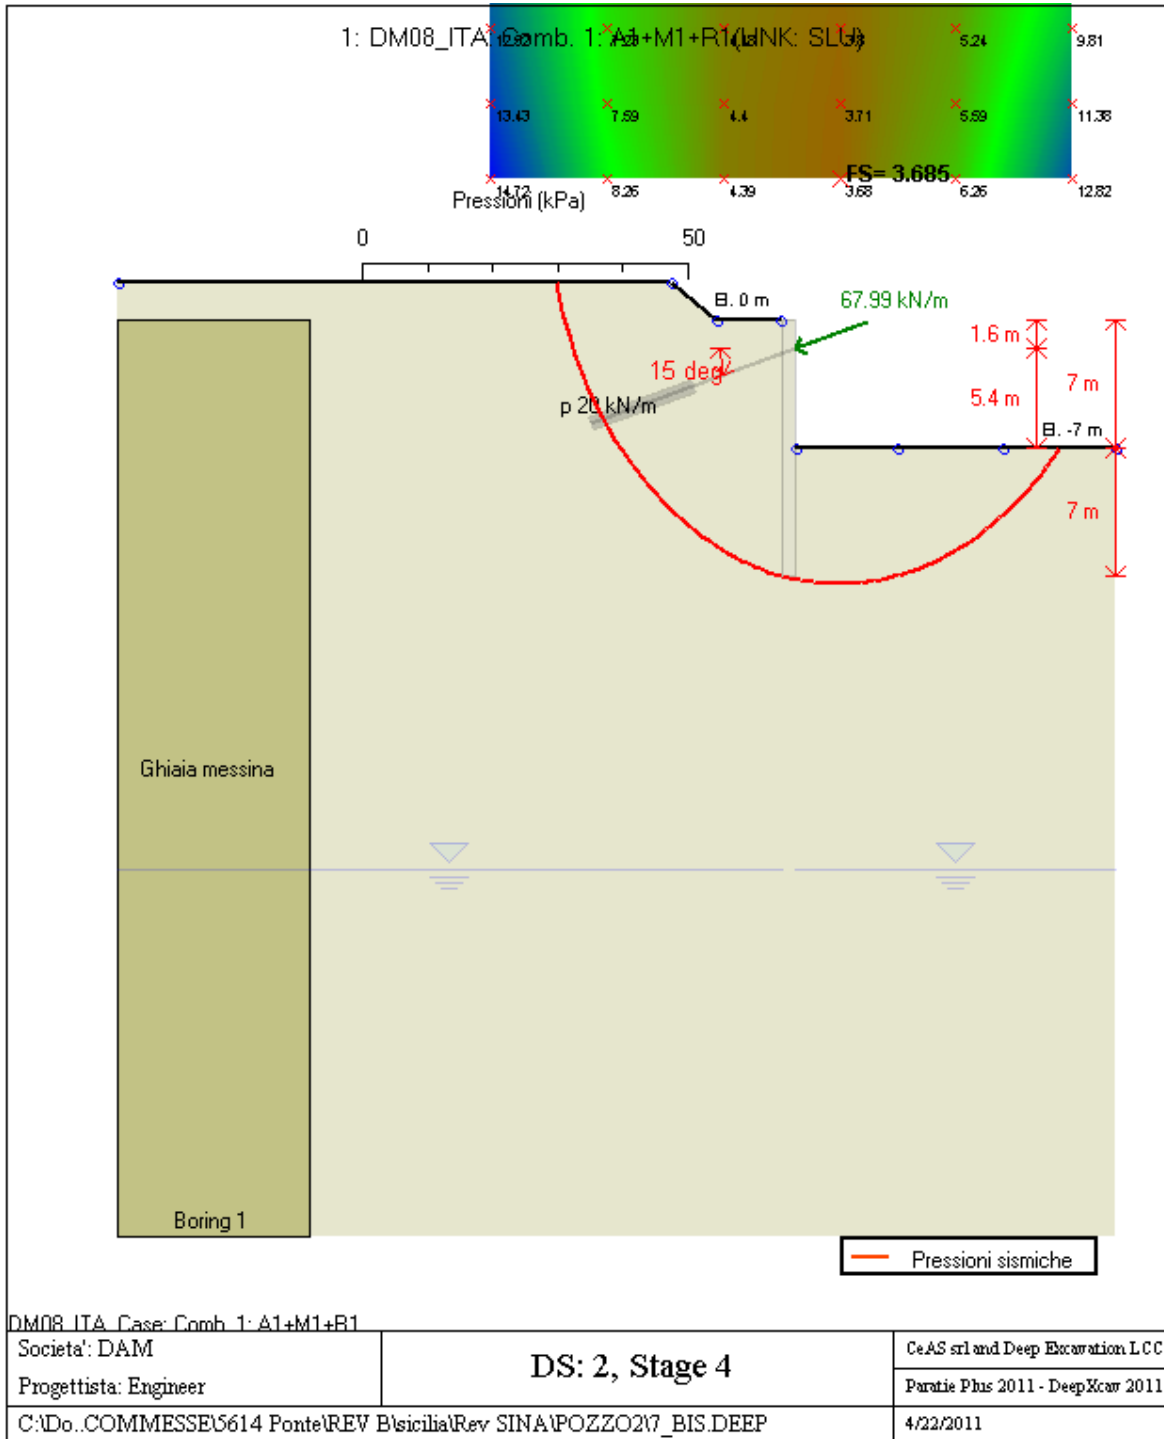 1: DM08_ITA: Comb. 1: A1+M1+R1(LINK: SLU)
5.24
9.81
13.43
7.59
4.4
3.71
5.59
11.38
FS= 3.685
14.72
8.26
4.39
3.68
6.26
12.82
Pressioni (kPa)
0
50
El. 0 m
67.99 kN/m
1.6 m
15 deg
7 m
5.4 m
p 20 kN/m
El. -7 m
7 m
Ghiaia messina
Boring 1
Pressioni sismiche
DM08_ITA, Case: Comb. 1: A1+M1+R1
Societa': DAM
DS: 2, Stage 4
CeAS srl and Deep Excavation LCC
Progettista: Engineer
Paratie Plus 2011 - DeepXcav 2011
C:\Do..COMMESSE\5614 Ponte\REV B\sicilia\Rev SINA\POZZO2\7_BIS.DEEP
4/22/2011